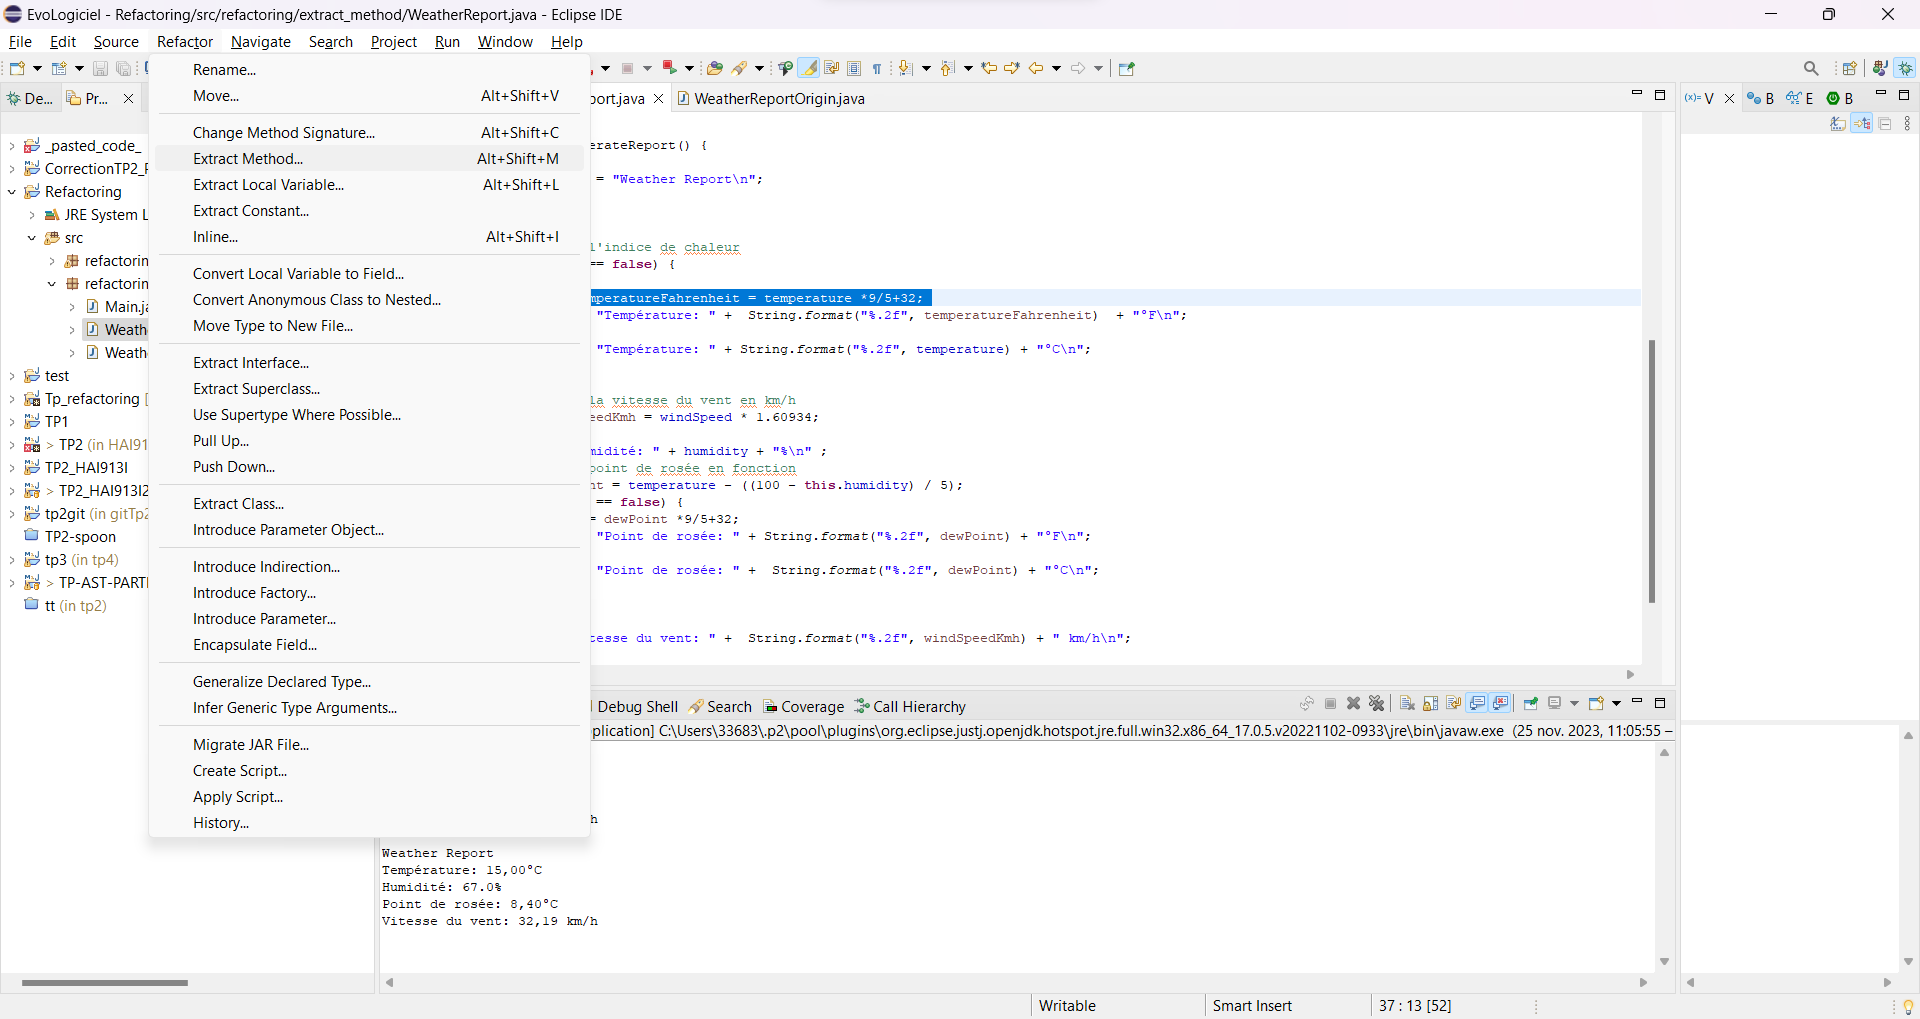 EvoLogiciel - Refactoring/src/refactoring/extract_method/WeatherReport.java - Eclipse IDE
File Edit Source Refactor Navigate Search Project Run Window Help
De... Pr...
_pasted_code_
CorrectionTP2_
Refactoring
JRE System L
src
refactorin
refactorin
Main.ja
Weath
Weath
test
Tp_refactoring [
TP1
> TP2 (in HAI91
TP2_HAI913I
> TP2_HAI913I2
tp2git (in gitTp2
TP2-spoon
tp3 (in tp4)
> TP-AST-PARTI
tt (in tp2)
Rename...
Move... Alt+Shift+V
Change Method Signature... Alt+Shift+C
Extract Method... Alt+Shift+M
Extract Local Variable... Alt+Shift+L
Extract Constant...
Inline... Alt+Shift+I
Convert Local Variable to Field...
Convert Anonymous Class to Nested...
Move Type to New File...
Extract Interface...
Extract Superclass...
Use Supertype Where Possible...
Pull Up...
Push Down...
Extract Class...
Introduce Parameter Object...
Introduce Indirection...
Introduce Factory...
Introduce Parameter...
Encapsulate Field...
Generalize Declared Type...
Infer Generic Type Arguments...
Migrate JAR File...
Create Script...
Apply Script...
History...
ort.java WeatherReportOrigin.java
erateReport() {
= "Weather Report\n";
l'indice de chaleur
== false) {
mperatureFahrenheit = temperature *9/5+32;
"Température: " + String.format("%.2f", temperatureFahrenheit) + "°F\n";
"Température: " + String.format("%.2f", temperature) + "°C\n";
la vitesse du vent en km/h
eedKmh = windSpeed * 1.60934;
midité: " + humidity + "%\n" ;
point de rosée en fonction
nt = temperature - ((100 - this.humidity) / 5);
== false) {
= dewPoint *9/5+32;
"Point de rosée: " + String.format("%.2f", dewPoint) + "°F\n";
"Point de rosée: " + String.format("%.2f", dewPoint) + "°C\n";
tesse du vent: " + String.format("%.2f", windSpeedKmh) + " km/h\n";
(x)= V B E B
Debug Shell Search Coverage Call Hierarchy
plication] C:\Users\33683\.p2\pool\plugins\org.eclipse.justj.openjdk.hotspot.jre.full.win32.x86_64_17.0.5.v20221102-0933\jre\bin\javaw.exe (25 nov. 2023, 11:05:55 –
h
Weather Report
Température: 15,00°C
Humidité: 67.0%
Point de rosée: 8,40°C
Vitesse du vent: 32,19 km/h
Writable Smart Insert 37 : 13 [52]